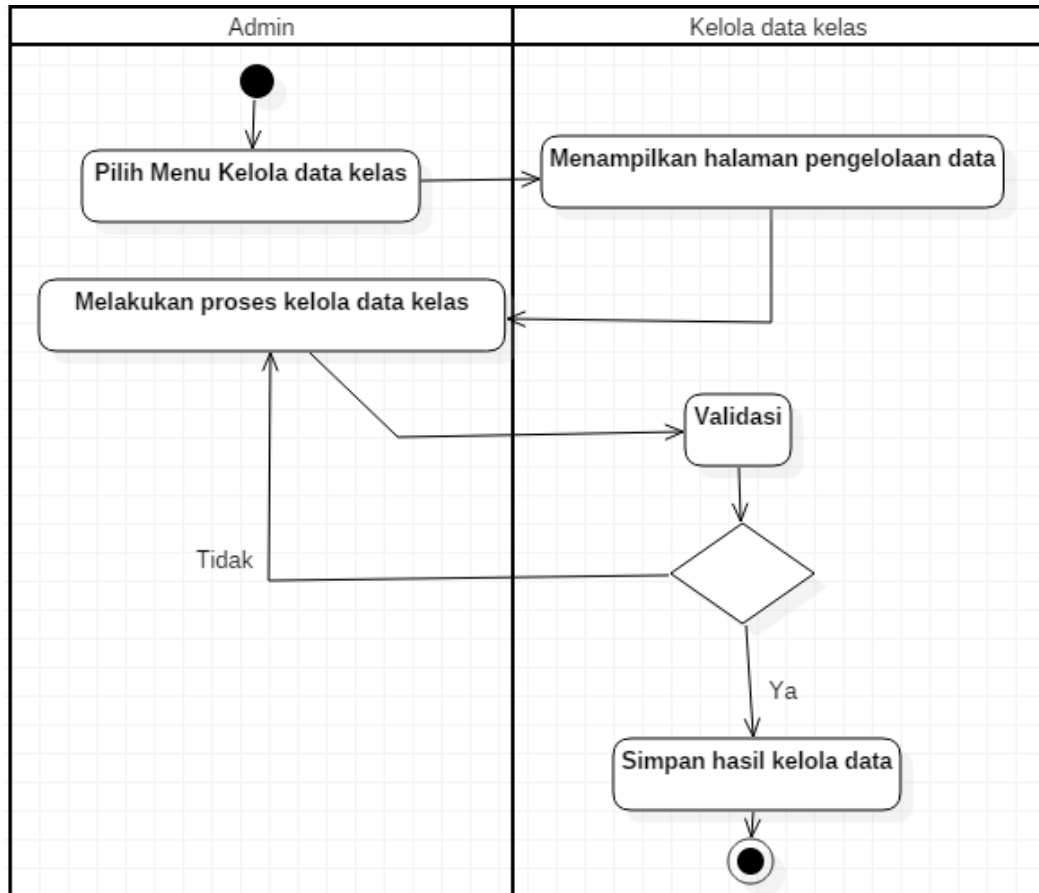 Admin
Kelola data kelas
Pilih Menu Kelola data kelas
Menampilkan halaman pengelolaan data
Melakukan proses kelola data kelas
Validasi
Tidak
Ya
Simpan hasil kelola data